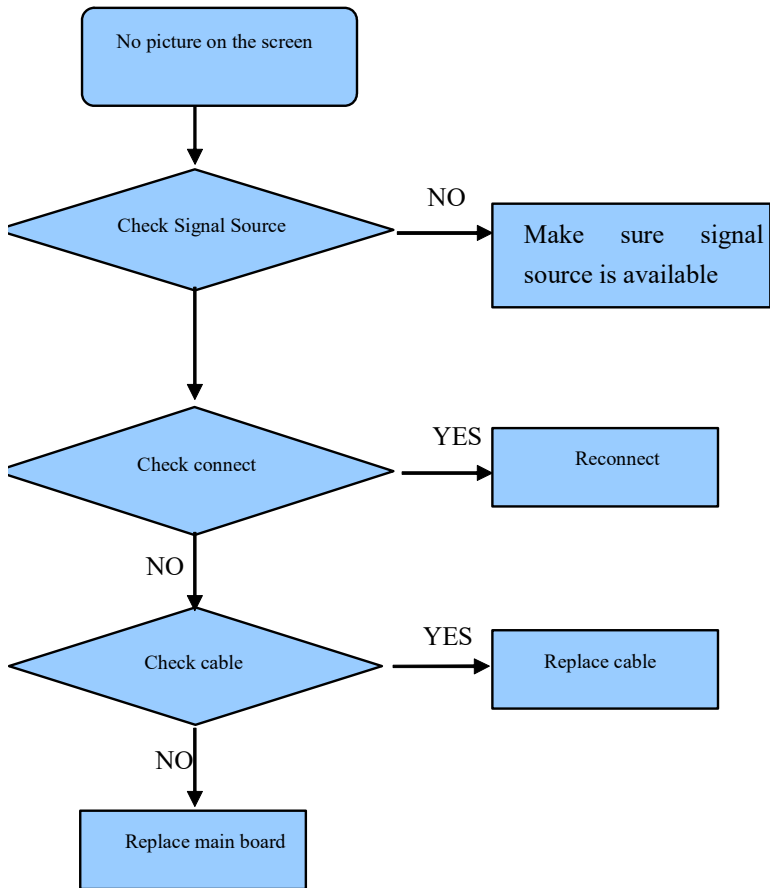 No picture on the screen
Check Signal Source
NO
Make sure signal
source is available
Check connect
YES
Reconnect
NO
Check cable
YES
Replace cable
NO
Replace main board